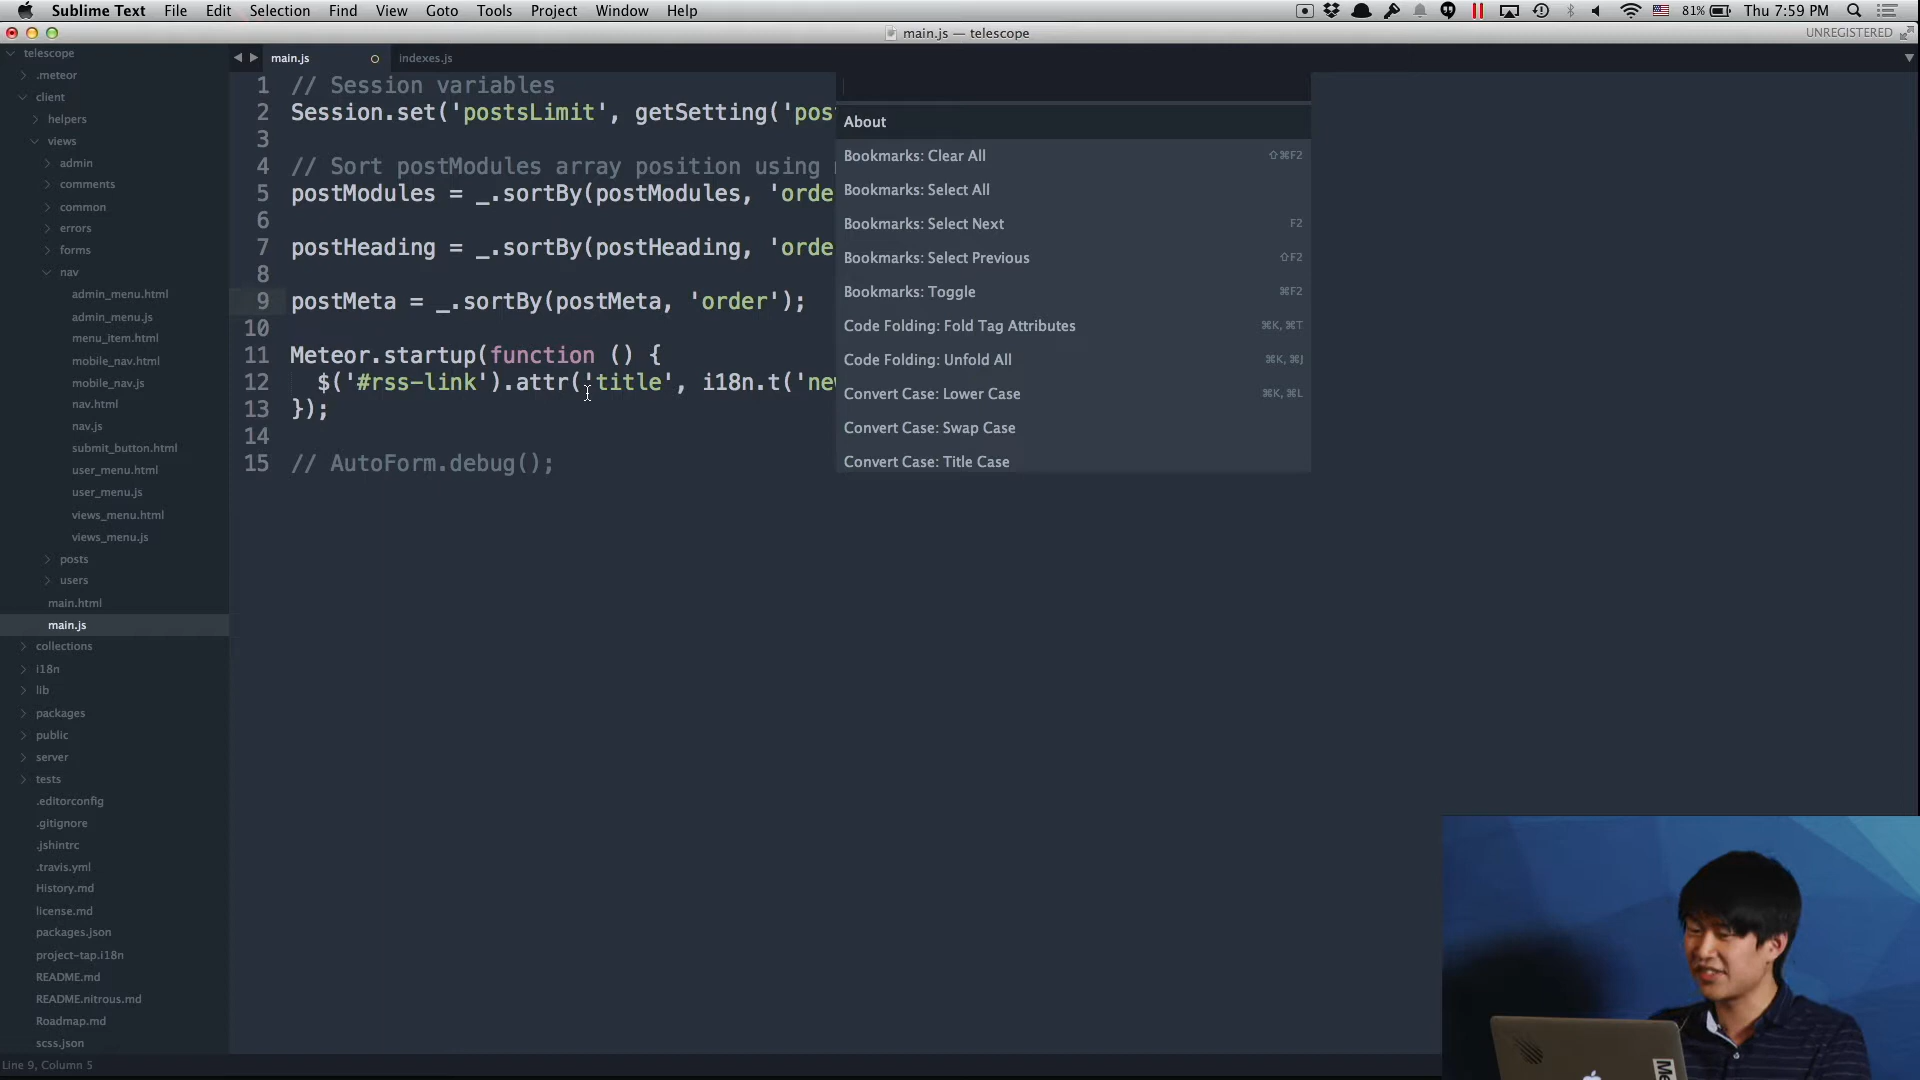 Sublime Text File Edit Selection Find View Goto Tools Project Window Help 81% Thu 7:59 PM
main.js — telescope UNREGISTERED
telescope
.meteor
client
helpers
views
admin
comments
common
errors
forms
nav
admin_menu.html
admin_menu.js
menu_item.html
mobile_nav.html
mobile_nav.js
nav.html
nav.js
submit_button.html
user_menu.html
user_menu.js
views_menu.html
views_menu.js
posts
users
main.html
main.js
collections
i18n
lib
packages
public
server
tests
.editorconfig
.gitignore
.jshintrc
.travis.yml
History.md
license.md
packages.json
project-tap.i18n
README.md
README.nitrous.md
Roadmap.md
scss.json
main.js indexes.js
1 // Session variables
2 Session.set('postsLimit', getSetting('pos
3
4 // Sort postModules array position using
5 postModules = _.sortBy(postModules, 'orde
6
7 postHeading = _.sortBy(postHeading, 'orde
8
9 postMeta = _.sortBy(postMeta, 'order');
10
11 Meteor.startup(function () {
12 $('#rss-link').attr('title', i18n.t('new
13 });
14
15 // AutoForm.debug();
About
Bookmarks: Clear All ⇧⌘F2
Bookmarks: Select All
Bookmarks: Select Next F2
Bookmarks: Select Previous ⇧F2
Bookmarks: Toggle ⌘F2
Code Folding: Fold Tag Attributes ⌘K, ⌘T
Code Folding: Unfold All ⌘K, ⌘J
Convert Case: Lower Case ⌘K, ⌘L
Convert Case: Swap Case
Convert Case: Title Case
Line 9, Column 5